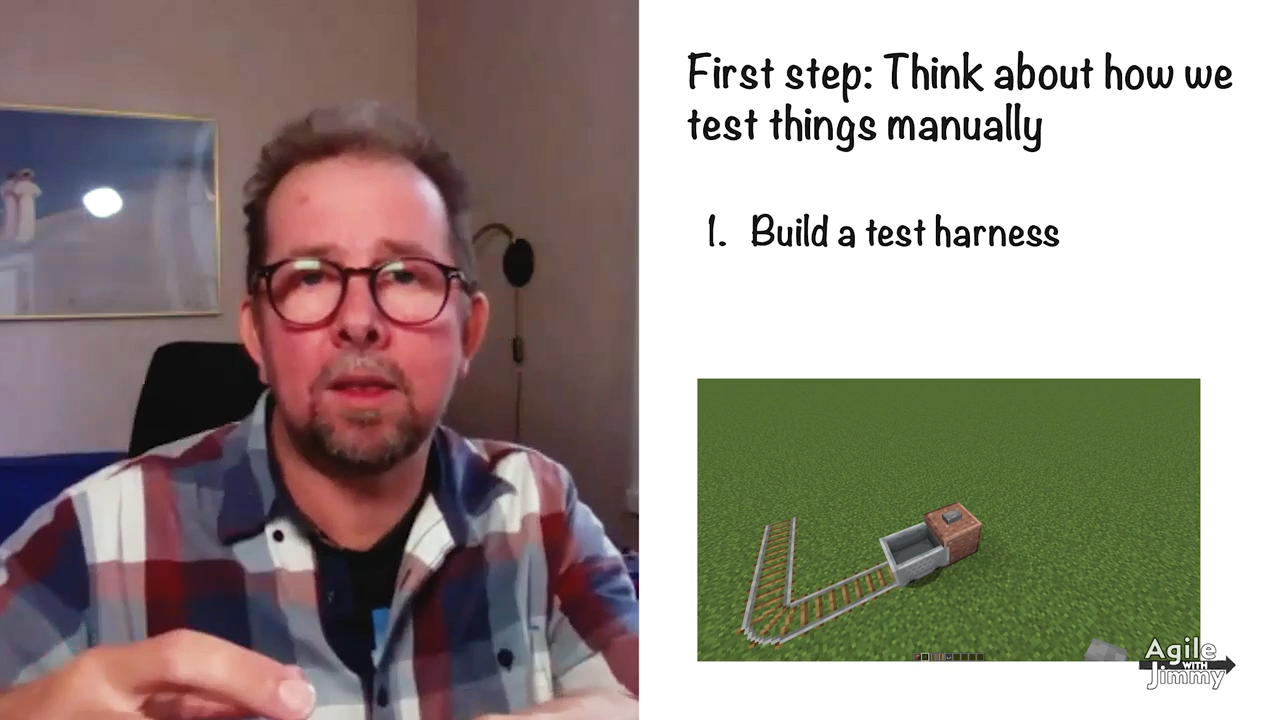 First step: Think about how we
test things manually
1. Build a test harness
Agile
WITH
Jimmy